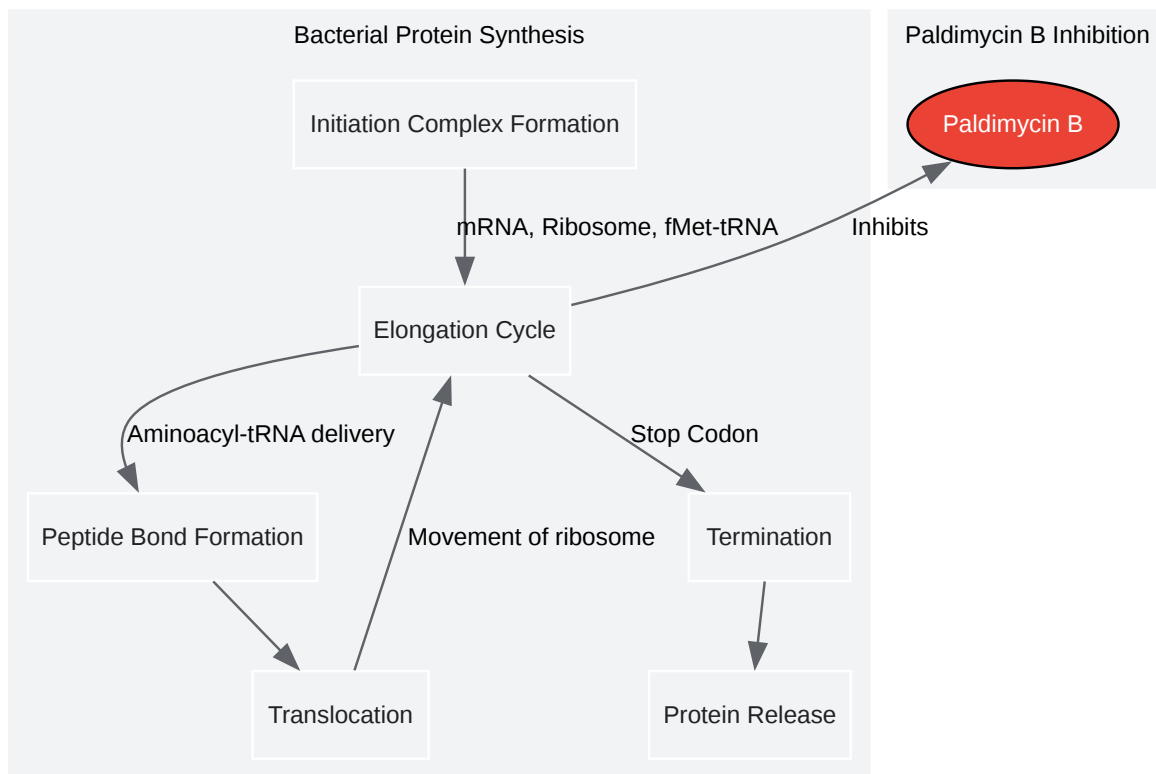 Bacterial Protein Synthesis
Paldimycin B Inhibition
Initiation Complex Formation
Paldimycin B
mRNA, Ribosome, fMet-tRNA
Inhibits
Elongation Cycle
Aminoacyl-tRNA delivery
Stop Codon
Peptide Bond Formation
Movement of ribosome
Termination
Translocation
Protein Release